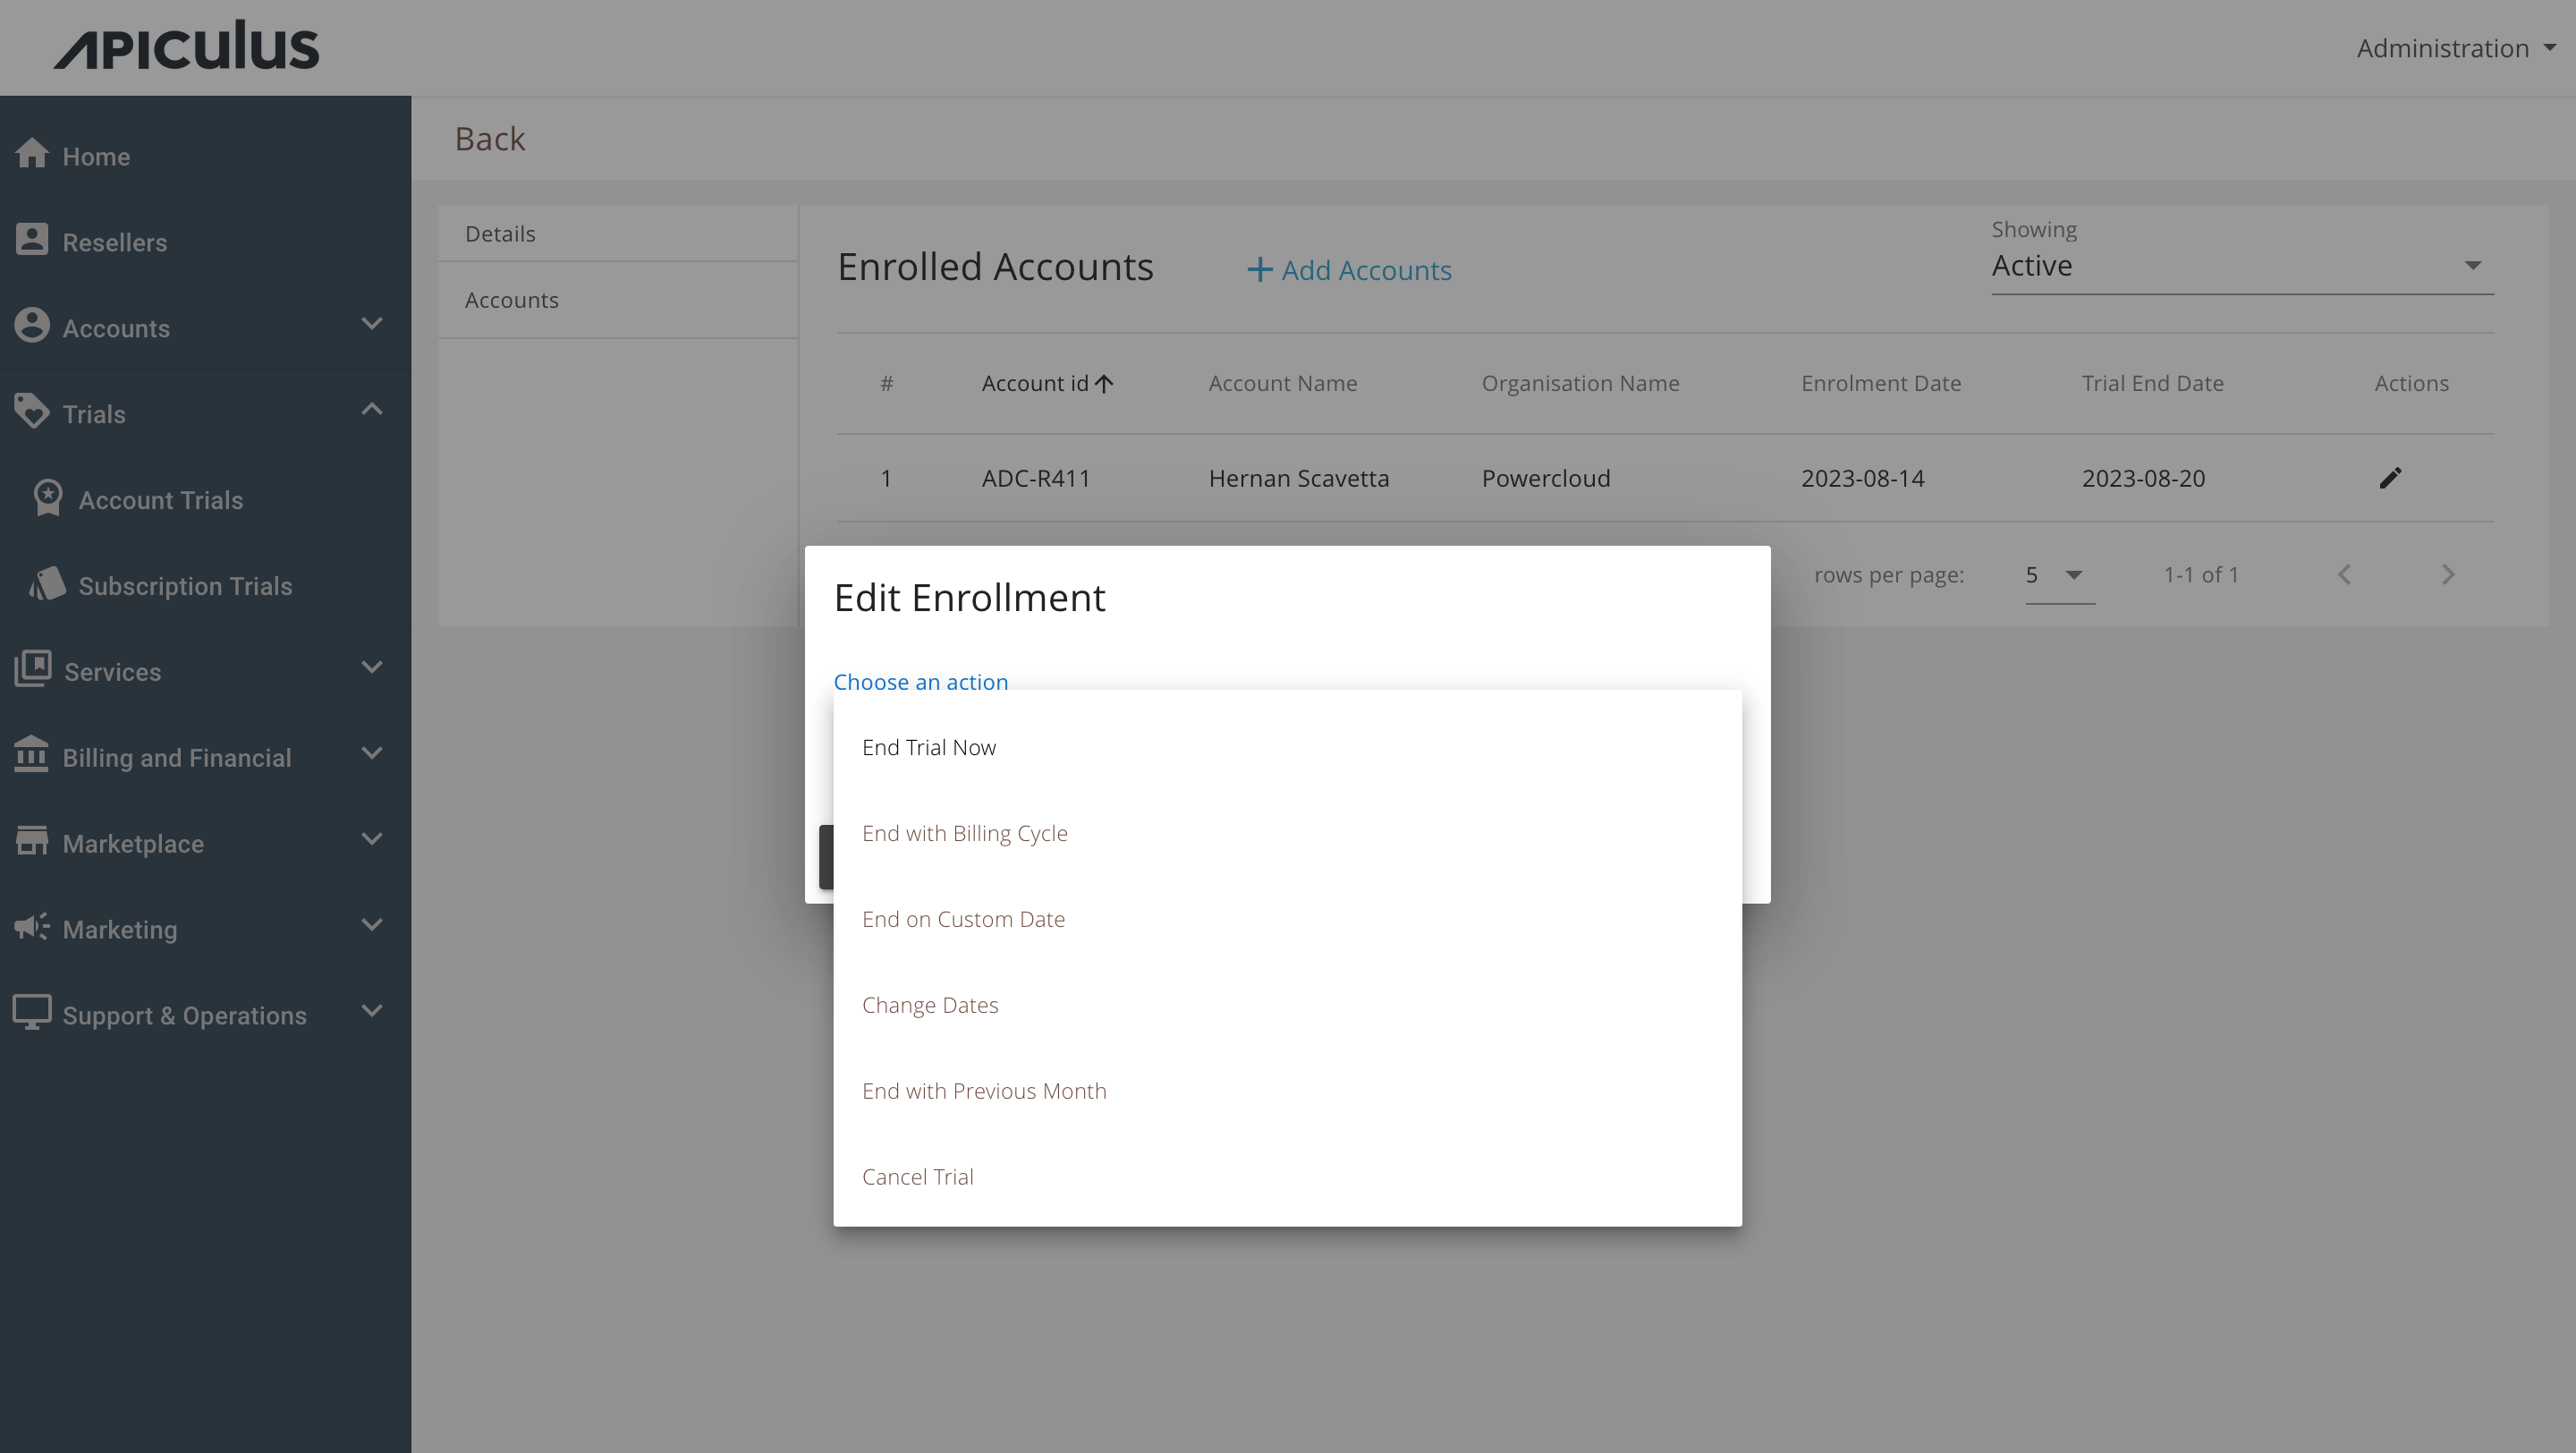 APICULUS
Administration
Home
Resellers
Accounts
Trials
Account Trials
Subscription Trials
Services
Billing and Financial
Marketplace
Marketing
Support & Operations
Back
Details
Accounts
Enrolled Accounts
Add Accounts
Showing
Active
# Account id Account Name Organisation Name Enrolment Date Trial End Date Actions
1 ADC-R411 Hernan Scavetta Powercloud 2023-08-14 2023-08-20
rows per page: 5 1-1 of 1
Edit Enrollment
Choose an action
End Trial Now
End with Billing Cycle
End on Custom Date
Change Dates
End with Previous Month
Cancel Trial